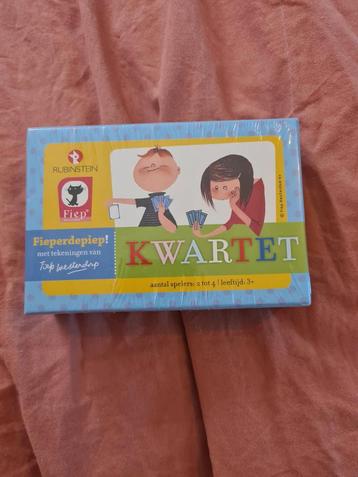 RUBINSTEIN
Fiep®
Fieperdepiep!
met tekeningen van
Fiep Westendorp
KWARTET
aantal spelers: 2 tot 4 | leeftijd: 3+